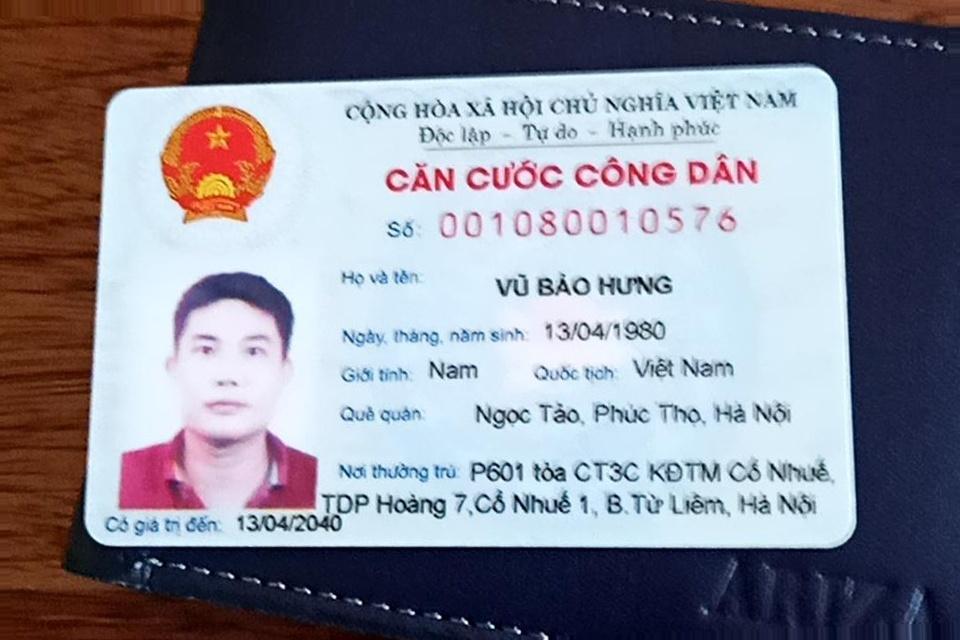 CỘNG HÒA XÃ HỘI CHỦ NGHĨA VIỆT NAM
Độc lập - Tự do - Hạnh phúc
CĂN CƯỚC CÔNG DÂN
Số: 001080010576
Họ và tên: VŨ BẢO HƯNG
Ngày, tháng, năm sinh: 13/04/1980
Giới tính: Nam Quốc tịch: Việt Nam
Quê quán: Ngọc Tảo, Phúc Thọ, Hà Nội
Nơi thường trú: P601 tòa CT3C KĐTM Cổ Nhuế,
TDP Hoàng 7,Cổ Nhuế 1, B.Từ Liêm, Hà Nội
Có giá trị đến: 13/04/2040